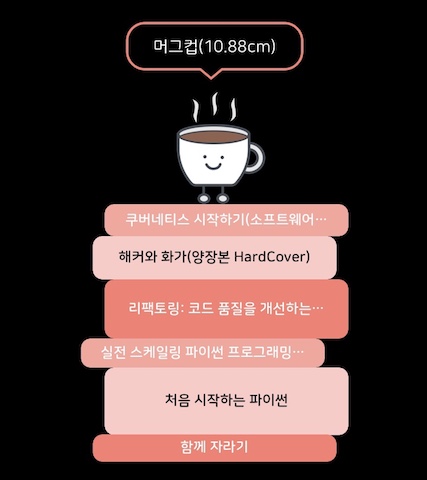 머그컵(10.88cm)
쿠버네티스 시작하기(소프트웨어…
해커와 화가(양장본 HardCover)
리팩토링: 코드 품질을 개선하는…
실전 스케일링 파이썬 프로그래밍…
처음 시작하는 파이썬
함께 자라기